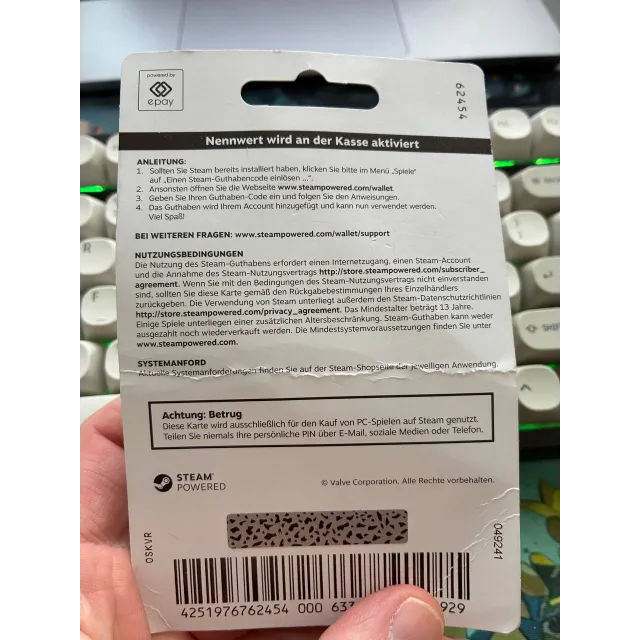 powered by
epay
62454
Nennwert wird an der Kasse aktiviert
ANLEITUNG:
1. Sollten Sie Steam bereits installiert haben, klicken Sie bitte im Menü „Spiele“
auf „Einen Steam-Guthabencode einlösen ...“.
2. Ansonsten öffnen Sie die Webseite www.steampowered.com/wallet.
3. Geben Sie Ihren Guthaben-Code ein und folgen Sie den Anweisungen.
4. Das Guthaben wird Ihrem Account hinzugefügt und kann nun verwendet werden.
Viel Spaß!
BEI WEITEREN FRAGEN: www.steampowered.com/wallet/support
NUTZUNGSBEDINGUNGEN
Die Nutzung des Steam-Guthabens erfordert einen Internetzugang, einen Steam-Account
und die Annahme des Steam-Nutzungsvertrags http://store.steampowered.com/subscriber_
agreement. Wenn Sie mit den Bedingungen des Steam-Nutzungsvertrags nicht einverstanden
sind, sollten Sie diese Karte gemäß den Rückgabebestimmungen Ihres Einzelhändlers
zurückgeben. Die Verwendung von Steam unterliegt außerdem den Steam-Datenschutzrichtlinien
http://store.steampowered.com/privacy_agreement. Das Mindestalter beträgt 13 Jahre.
Einige Spiele unterliegen einer zusätzlichen Altersbeschränkung. Steam-Guthaben kann weder
ausgezahlt noch wiederverkauft werden. Die Mindestsystemvoraussetzungen finden Sie unter
www.steampowered.com.
SYSTEMANFORD
Aktuelle Systemanforderungen finden Sie auf der Steam-Shopseite der jeweiligen Anwendung.
Achtung: Betrug
Diese Karte wird ausschließlich für den Kauf von PC-Spielen auf Steam genutzt.
Teilen Sie niemals Ihre persönliche PIN über E-Mail, soziale Medien oder Telefon.
STEAM
POWERED
© Valve Corporation. Alle Rechte vorbehalten.
OSKVR
049241
4251976762454 000 633 929